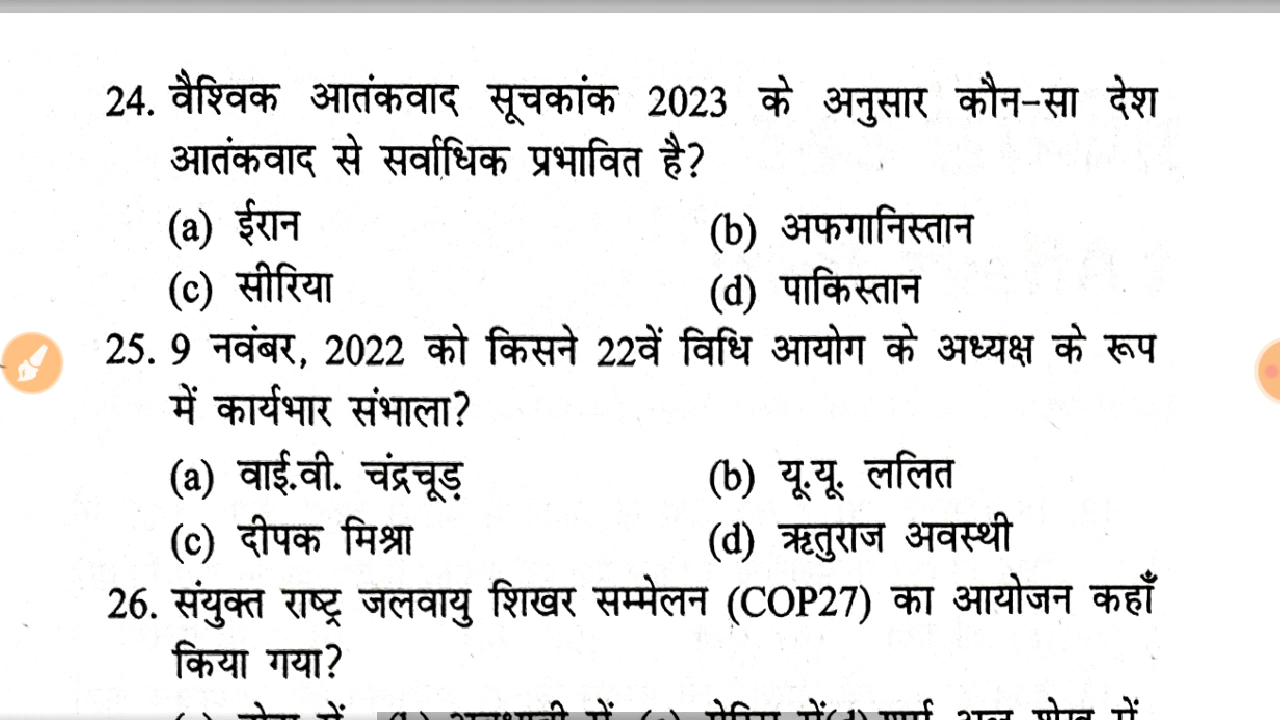 24. वैश्विक आतंकवाद सूचकांक 2023 के अनुसार कौन-सा देश
आतंकवाद से सर्वाधिक प्रभावित है?
(a) ईरान (b) अफगानिस्तान
(c) सीरिया (d) पाकिस्तान
25. 9 नवंबर, 2022 को किसने 22वें विधि आयोग के अध्यक्ष के रूप
में कार्यभार संभाला?
(a) वाई.वी. चंद्रचूड़ (b) यू.यू. ललित
(c) दीपक मिश्रा (d) ऋतुराज अवस्थी
26. संयुक्त राष्ट्र जलवायु शिखर सम्मेलन (COP27) का आयोजन कहाँ
किया गया?